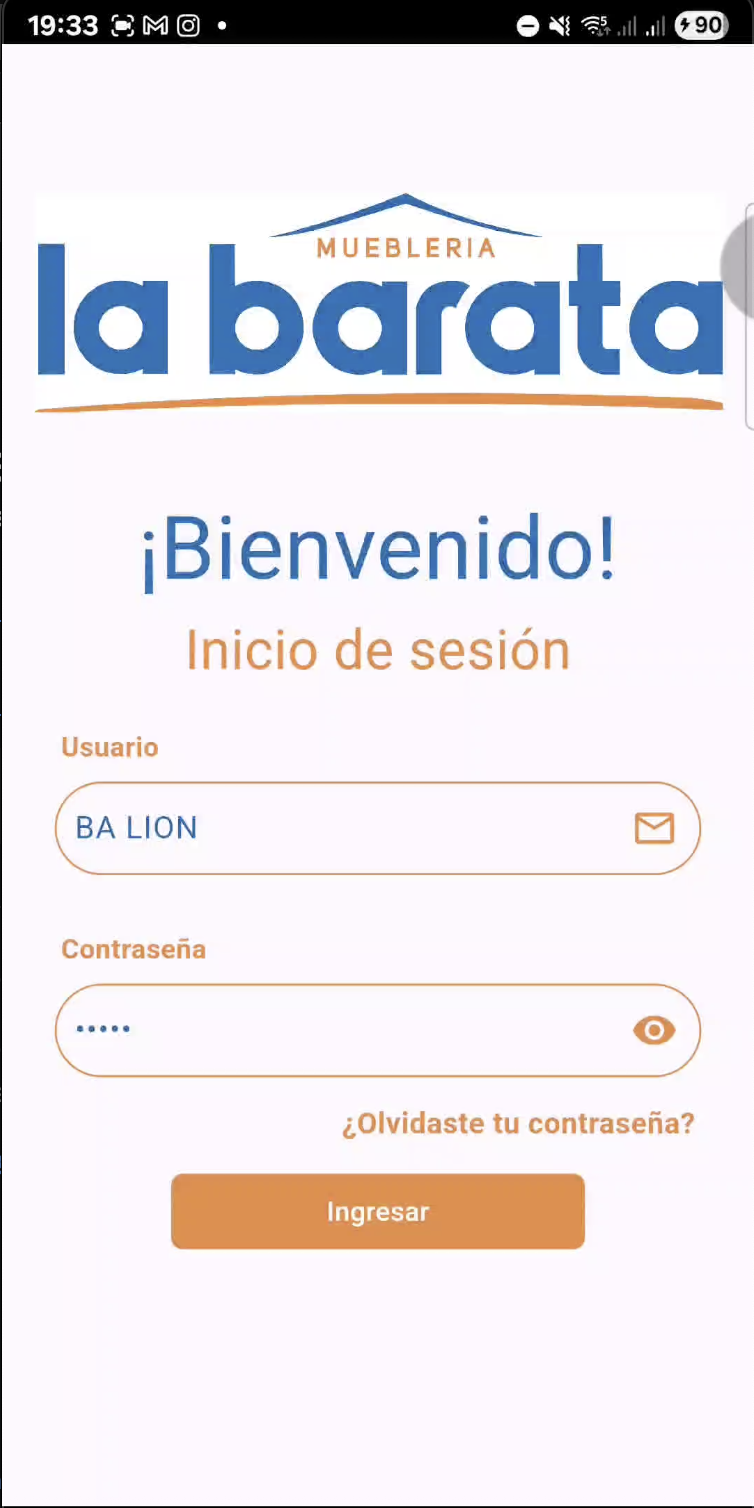 19:33
90
MUEBLERIA
la barata
¡Bienvenido!
Inicio de sesión
Usuario
BA LION
Contraseña
•••••
¿Olvidaste tu contraseña?
Ingresar